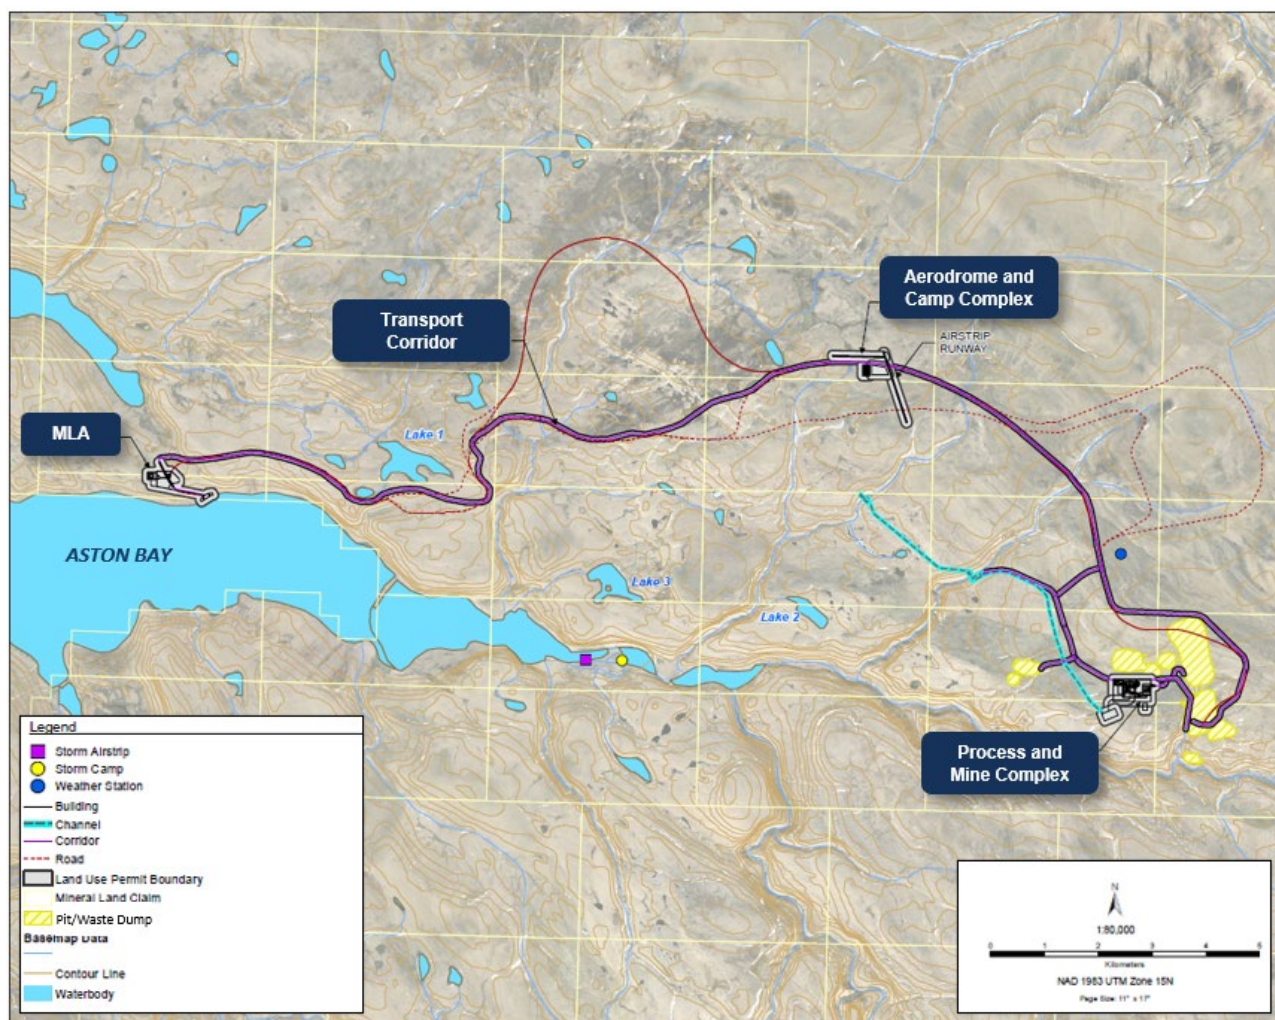 Aerodrome and
Camp Complex
Transport
Corridor
AIRSTRIP
RUNWAY
MLA
Lake 1
ASTON BAY
Lake 3
Lake 2
Process and
Mine Complex
Legend
Storm Airstrip
Storm Camp
Weather Station
Building
Channel
Corridor
Road
Land Use Permit Boundary
Mineral Land Claim
Pit/Waste Dump
Basemap Data
Contour Line
Waterbody
N
1:80,000
0 1 2 3 4 5
Kilometers
NAD 1983 UTM Zone 15N
Page Size: 11" x 17"